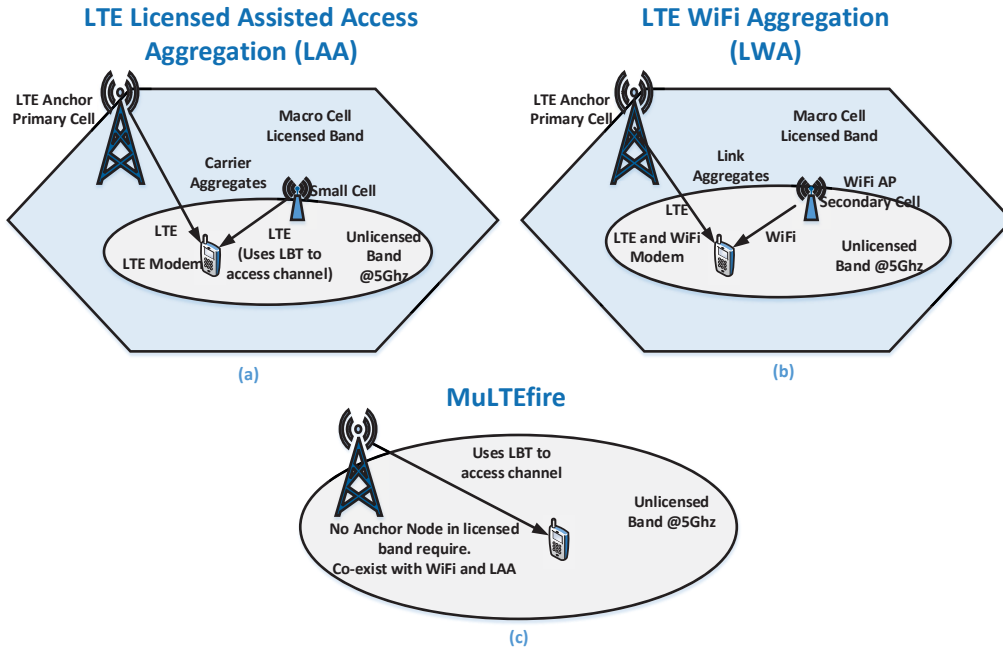 LTE Licensed Assisted Access
Aggregation (LAA)
LTE Anchor
Primary Cell
Macro Cell
Licensed Band
Carrier
Aggregates
Small Cell
LTE
LTE
(Uses LBT to
access channel)
LTE Modem
Unlicensed
Band
@5Ghz
(a)
LTE WiFi Aggregation
(LWA)
LTE Anchor
Primary Cell
Macro Cell
Licensed Band
Link
Aggregates
WiFi AP
Secondary Cell
LTE
WiFi
LTE and WiFi
Modem
Unlicensed
Band @5Ghz
(b)
MuLTEfire
Uses LBT to
access channel
Unlicensed
Band @5Ghz
No Anchor Node in licensed
band require.
Co-exist with WiFi and LAA
(c)